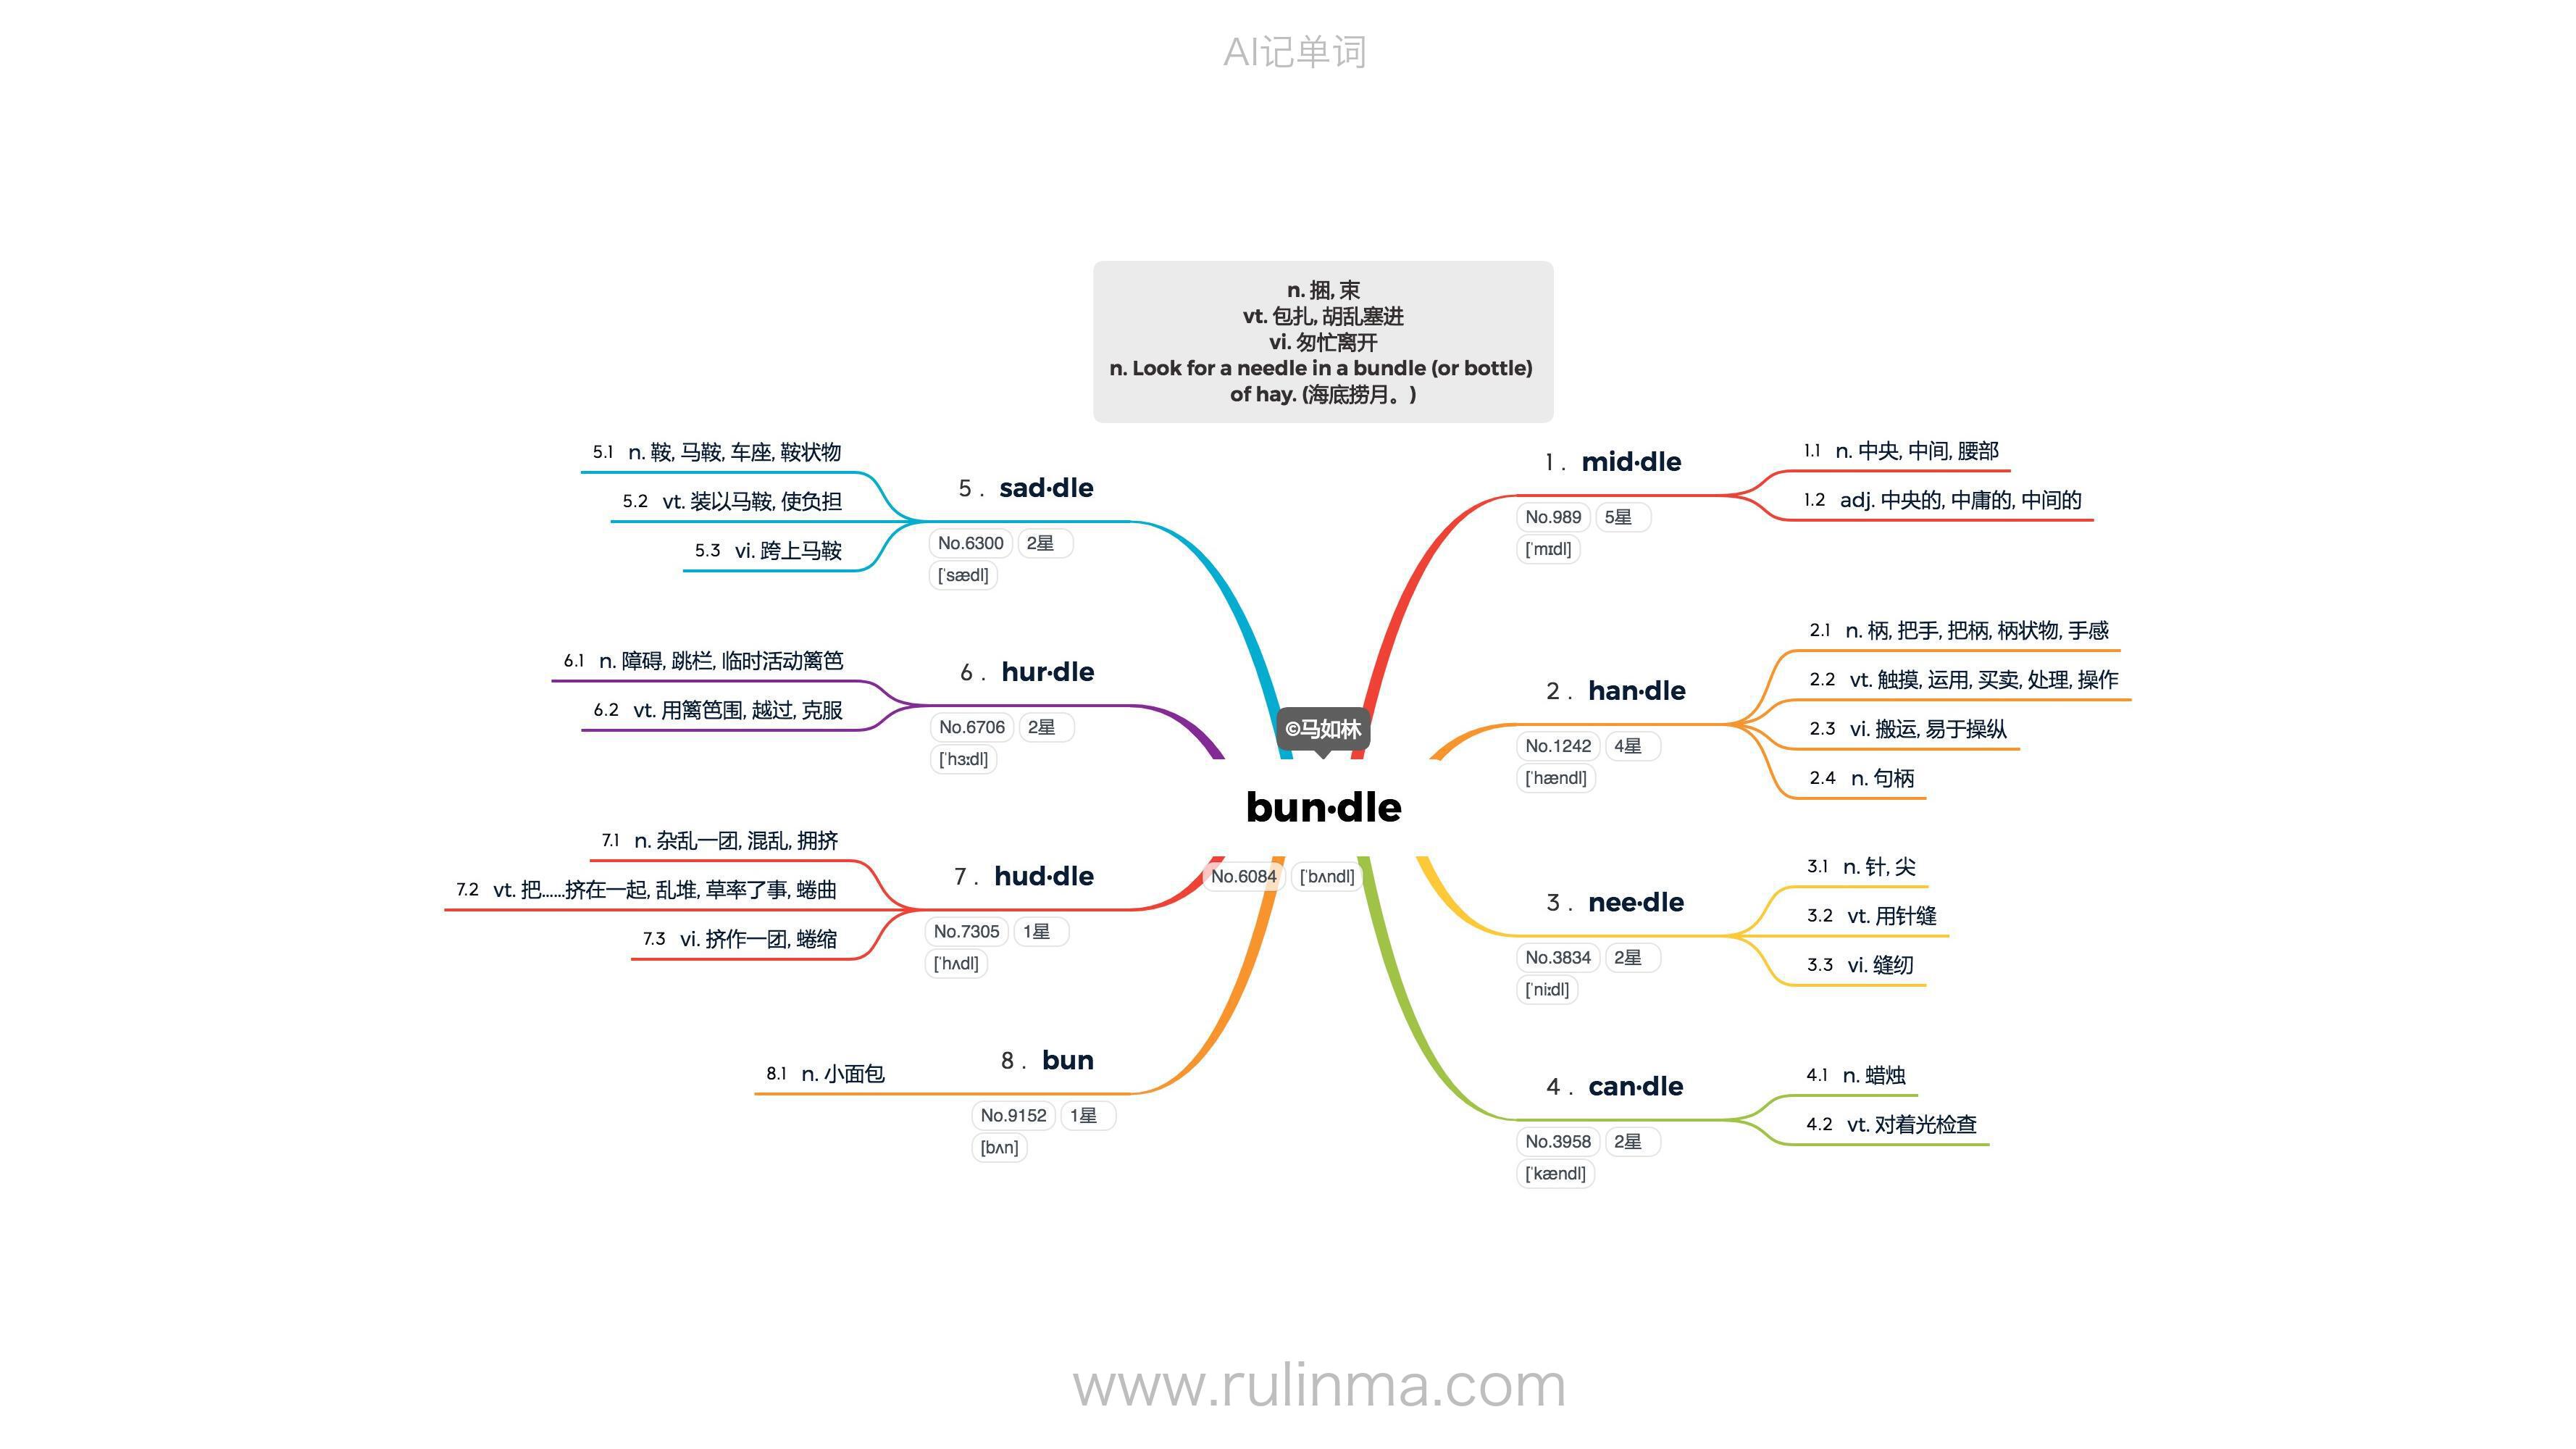 AI记单词
n. 捆, 束
vt. 包扎, 胡乱塞进
vi. 匆忙离开
n. Look for a needle in a bundle (or bottle)
of hay. (海底捞月。)
©马如林
bun·dle
No.6084 ['bʌndl]
1 . mid·dle
No.989 5星
['mɪdl]
1.1 n. 中央, 中间, 腰部
1.2 adj. 中央的, 中庸的, 中间的
2 . han·dle
No.1242 4星
['hændl]
2.1 n. 柄, 把手, 把柄, 柄状物, 手感
2.2 vt. 触摸, 运用, 买卖, 处理, 操作
2.3 vi. 搬运, 易于操纵
2.4 n. 句柄
3 . nee·dle
No.3834 2星
['niːdl]
3.1 n. 针, 尖
3.2 vt. 用针缝
3.3 vi. 缝纫
4 . can·dle
No.3958 2星
['kændl]
4.1 n. 蜡烛
4.2 vt. 对着光检查
5 . sad·dle
No.6300 2星
['sædl]
5.1 n. 鞍, 马鞍, 车座, 鞍状物
5.2 vt. 装以马鞍, 使负担
5.3 vi. 跨上马鞍
6 . hur·dle
No.6706 2星
['hɜːdl]
6.1 n. 障碍, 跳栏, 临时活动篱笆
6.2 vt. 用篱笆围, 越过, 克服
7 . hud·dle
No.7305 1星
['hʌdl]
7.1 n. 杂乱一团, 混乱, 拥挤
7.2 vt. 把......挤在一起, 乱堆, 草率了事, 蜷曲
7.3 vi. 挤作一团, 蜷缩
8 . bun
No.9152 1星
[bʌn]
8.1 n. 小面包
www.rulinma.com